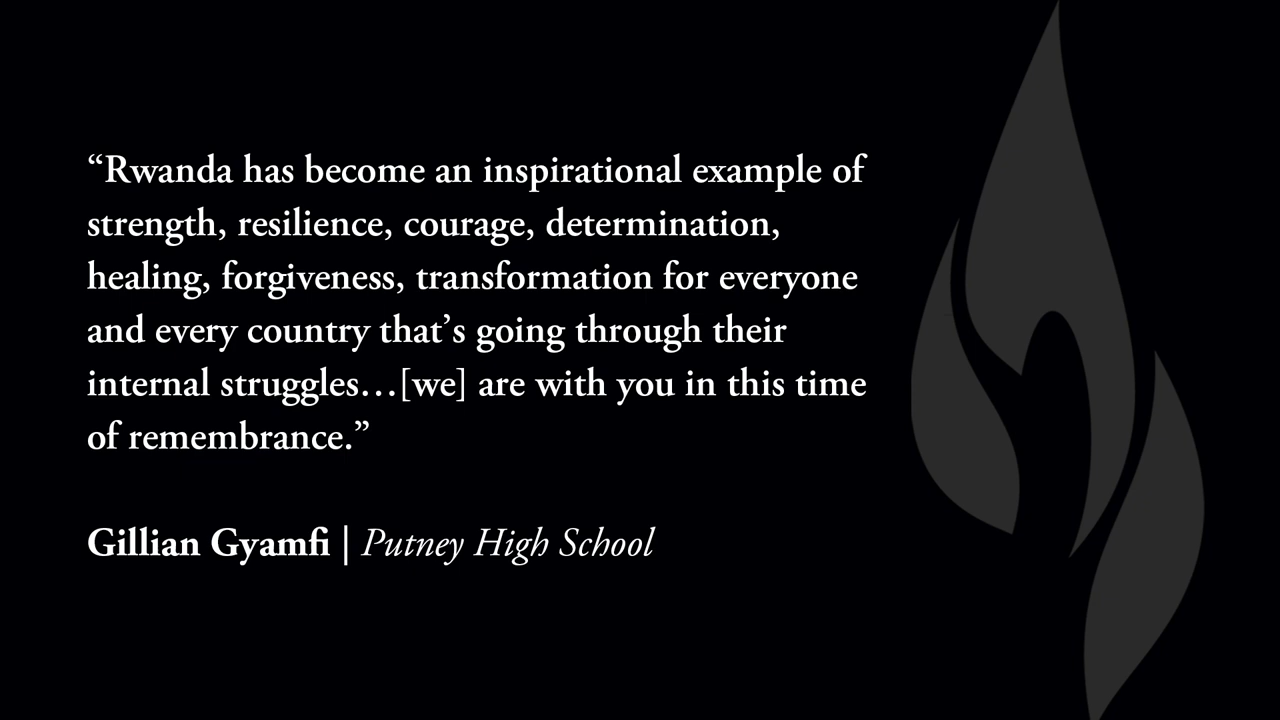 “Rwanda has become an inspirational example of
strength, resilience, courage, determination,
healing, forgiveness, transformation for everyone
and every country that’s going through their
internal struggles…[we] are with you in this time
of remembrance.”
Gillian Gyamfi | Putney High School